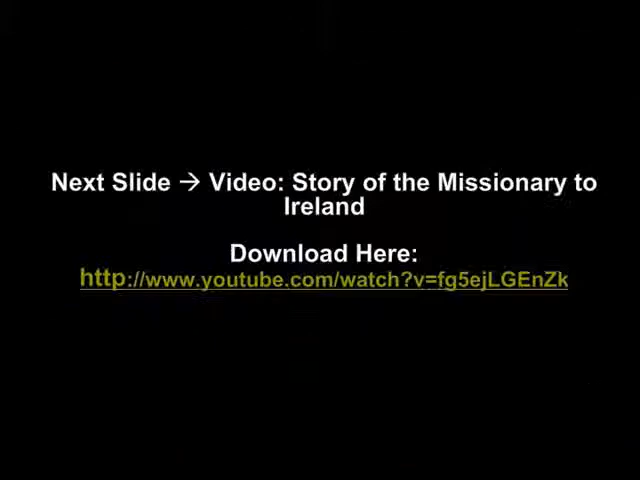 Next Slide → Video: Story of the Missionary to
Ireland
Download Here:
http://www.youtube.com/watch?v=fg5ejLGEnZk